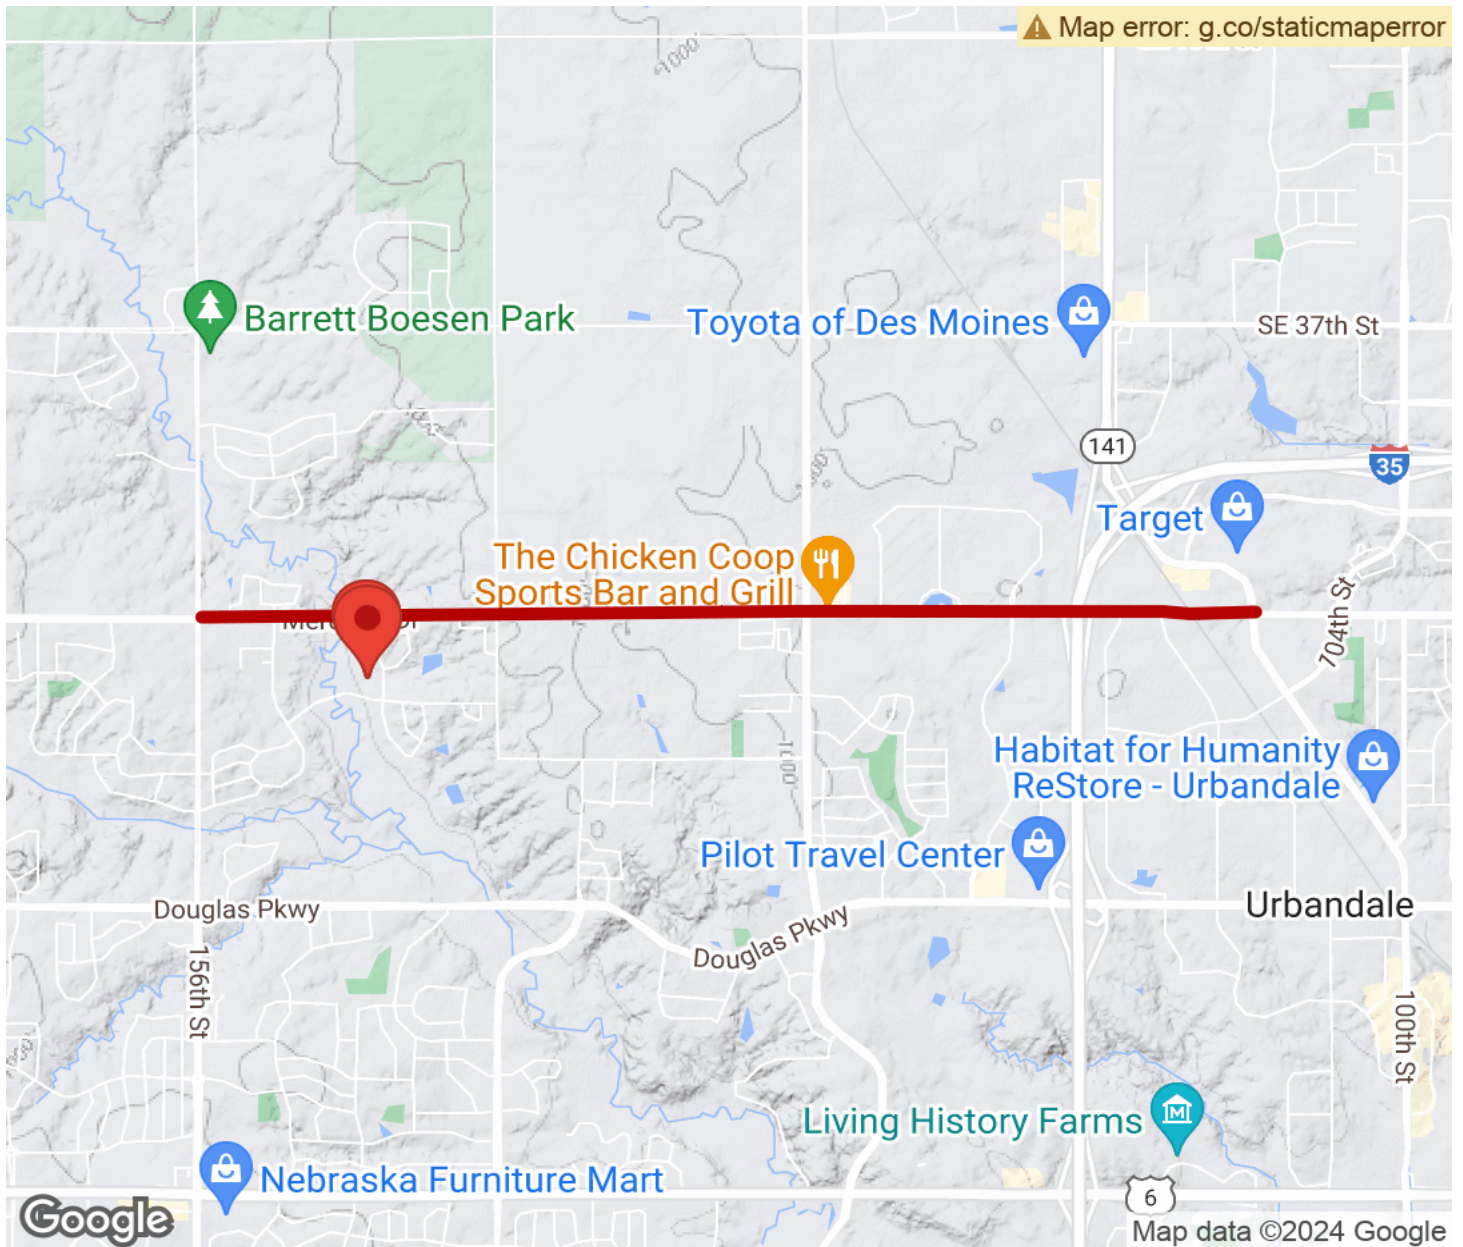 Map error: g.co/staticmaperror
1000'
Barrett Boesen Park
Toyota of Des Moines
SE 37th St
141
35
Target
The Chicken Coop
Sports Bar and Grill
704th St
Habitat for Humanity
ReStore - Urbandale
Pilot Travel Center
Douglas Pkwy
Urbandale
Douglas Pkwy
156th St
100th St
Living History Farms
Nebraska Furniture Mart
6
Google
Map data ©2024 Google